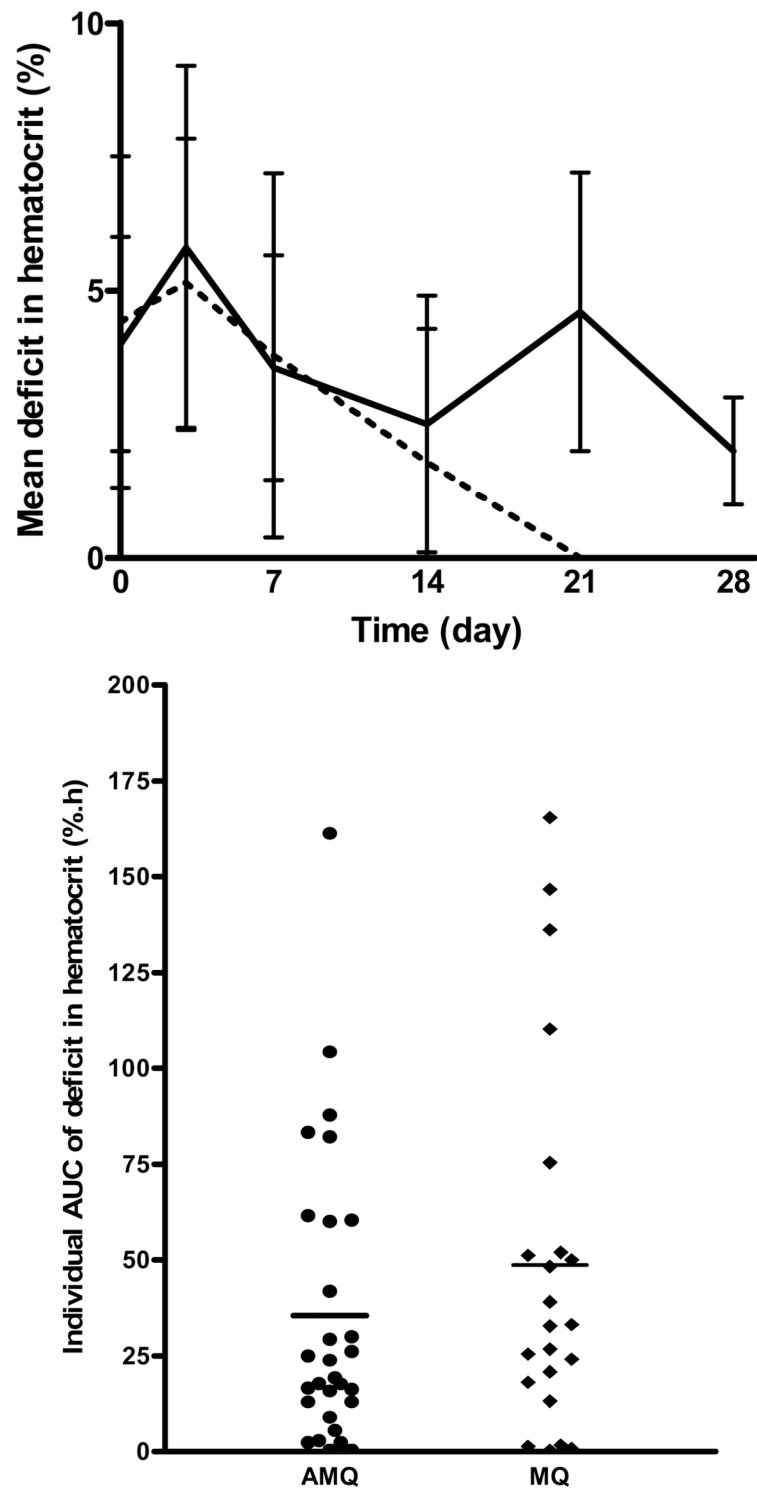 Mean deficit in hematocrit (%)
10
5
0
0 7 14 21 28
Time (day)
Individual AUC of deficit in hematocrit (%.h)
200
175
150
125
100
75
50
25
0
AMQ MQ